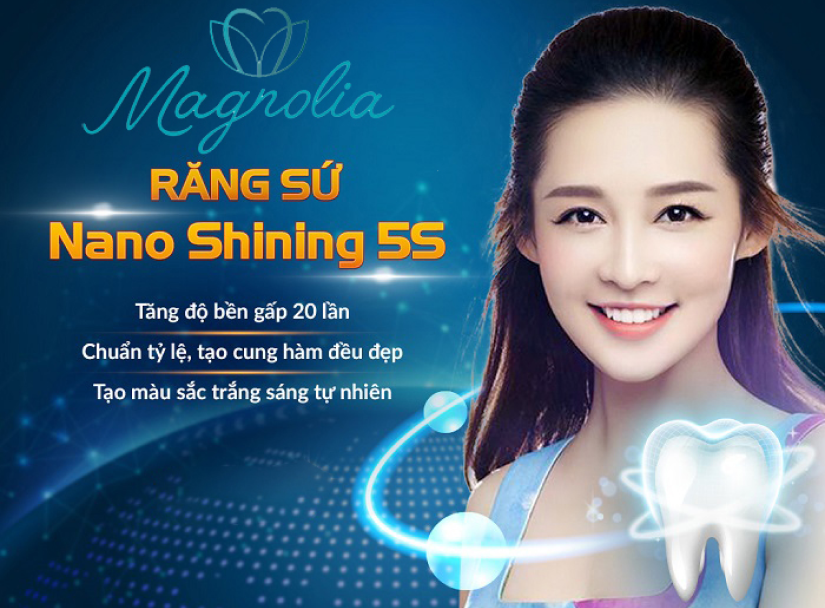 Magnolia
RĂNG SỨ
Nano Shining 5S
Tăng độ bền gấp 20 lần
Chuẩn tỷ lệ, tạo cung hàm đều đẹp
Tạo màu sắc trắng sáng tự nhiên